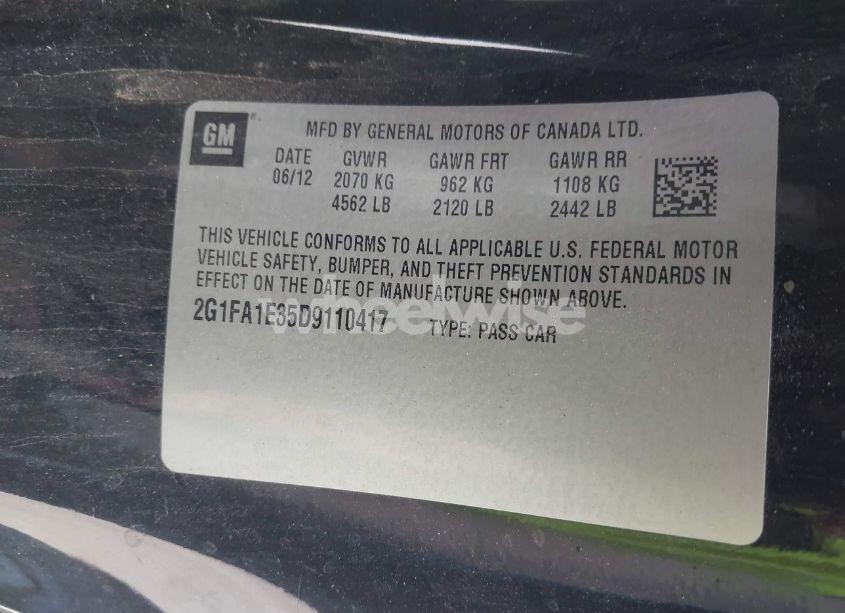 GM
MFD BY GENERAL MOTORS OF CANADA LTD.
DATE GVWR GAWR FRT GAWR RR
06/12 2070 KG 962 KG 1108 KG
4562 LB 2120 LB 2442 LB
THIS VEHICLE CONFORMS TO ALL APPLICABLE U.S. FEDERAL MOTOR
VEHICLE SAFETY, BUMPER, AND THEFT PREVENTION STANDARDS IN
EFFECT ON THE DATE OF MANUFACTURE SHOWN ABOVE.
2G1FA1E35D9110417 TYPE: PASS CAR
wheelwise